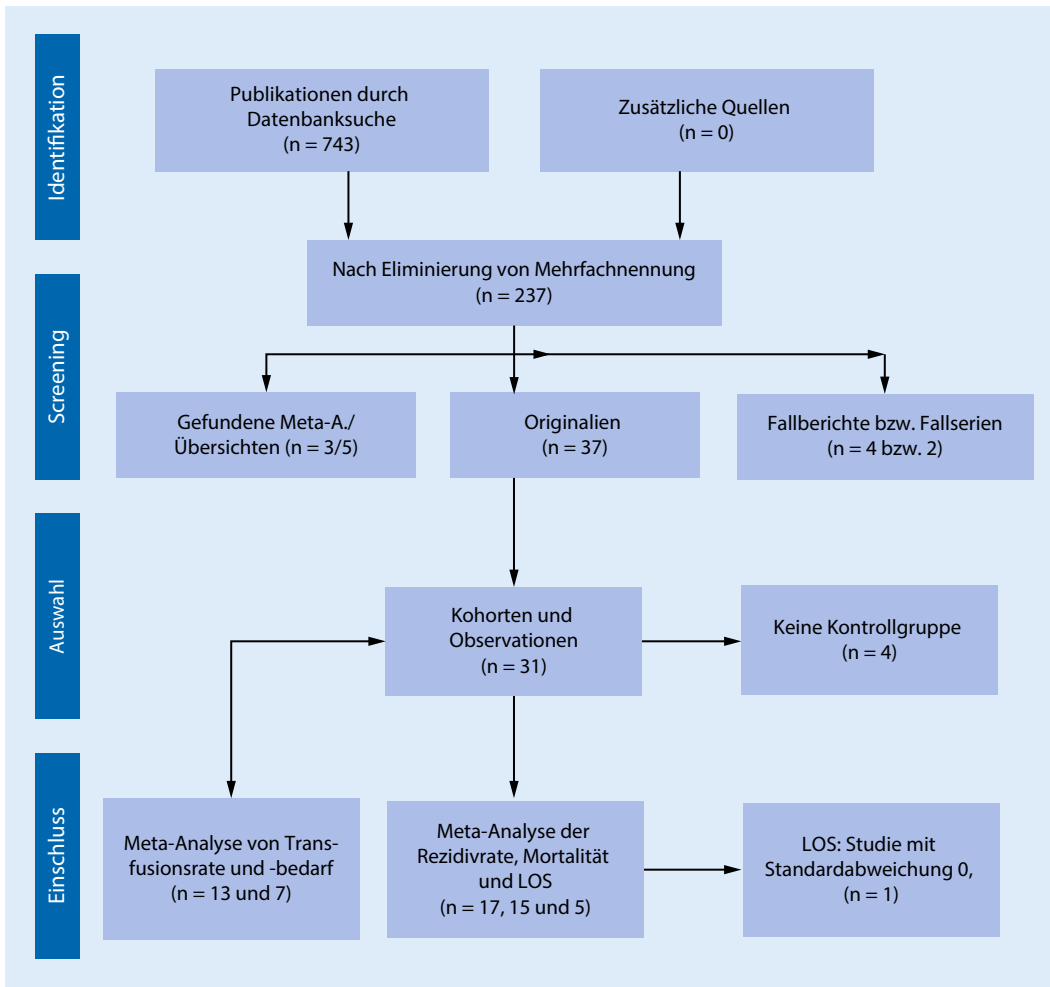 Identifikation
Publikationen durch
Datenbanksuche
(n = 743)
Zusätzliche Quellen
(n = 0)
Nach Eliminierung von Mehrfachnennung
(n = 237)
Screening
Gefundene Meta-A./
Übersichten (n = 3/5)
Originalien
(n = 37)
Fallberichte bzw. Fallserien
(n = 4 bzw. 2)
Auswahl
Kohorten und
Observationen
(n = 31)
Keine Kontrollgruppe
(n = 4)
Einschluss
Meta-Analyse von Trans-
fusionsrate und -bedarf
(n = 13 und 7)
Meta-Analyse der
Rezidivrate, Mortalität
und LOS
(n = 17, 15 und 5)
LOS: Studie mit
Standardabweichung 0,
(n = 1)